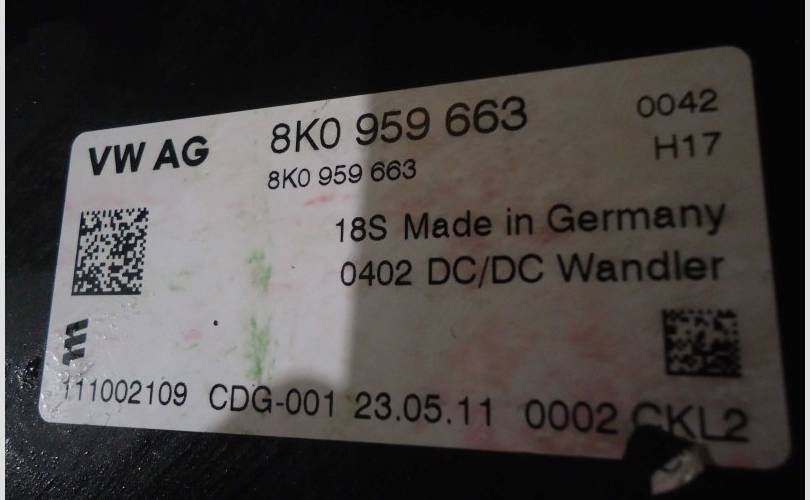 VW AG 8K0 959 663 0042
8K0 959 663 H17
18S Made in Germany
0402 DC/DC Wandler
111002109 CDG-001 23.05.11 0002 CKL2